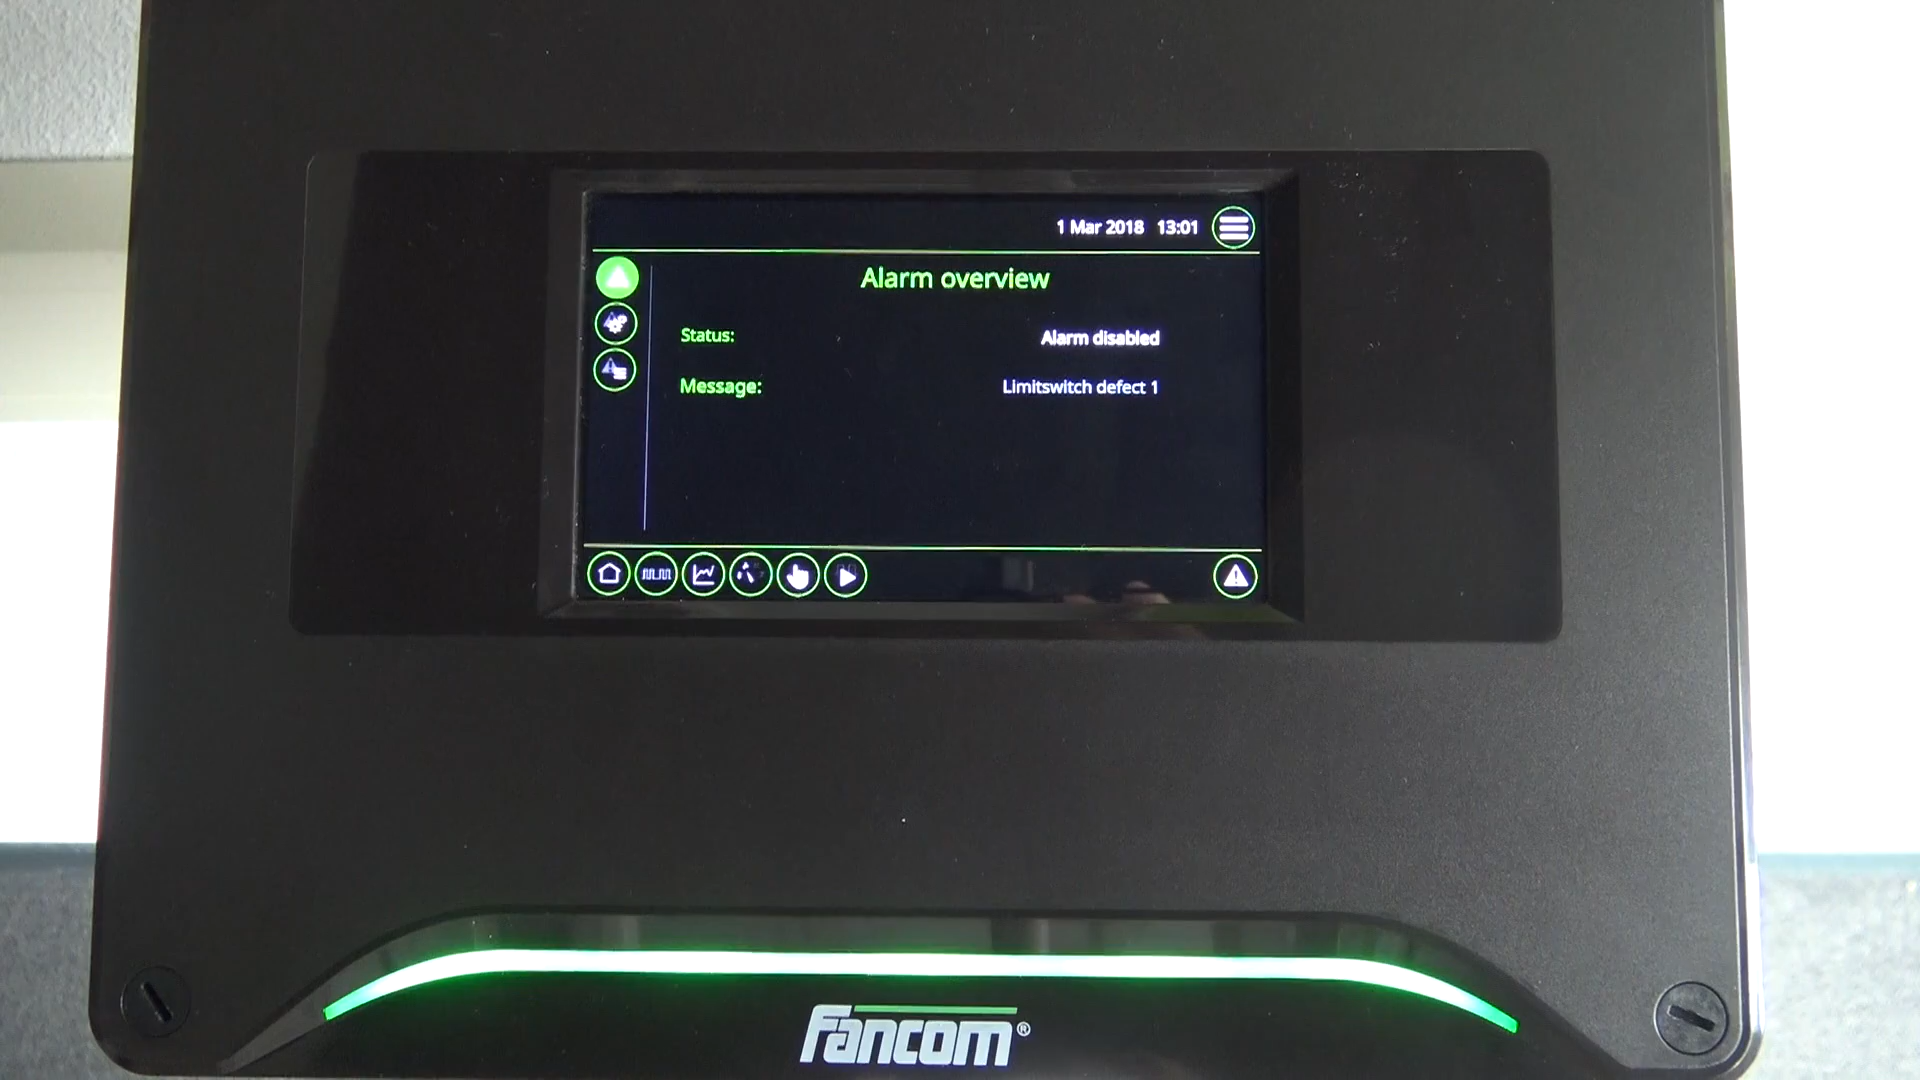 1 Mar 2018 13:01
Alarm overview
Status: Alarm disabled
Message: Limitswitch defect 1
Fancom®